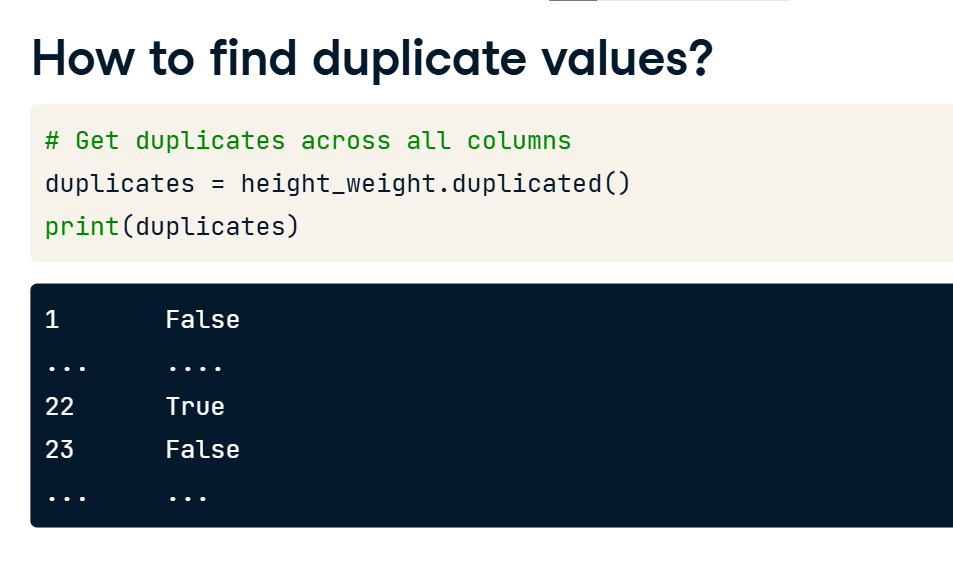 How to find duplicate values?
# Get duplicates across all columns
duplicates = height_weight.duplicated()
print(duplicates)
1       False
...     ....
22      True
23      False
...     ...